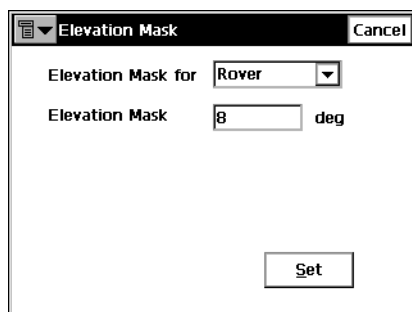 Elevation Mask Cancel
Elevation Mask for Rover
Elevation Mask 8 deg
Set